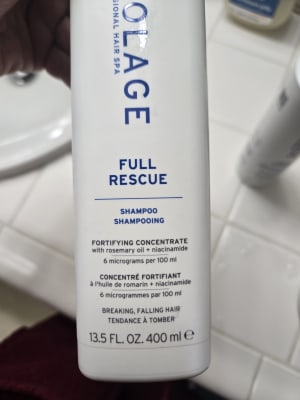 OLAGE
SIONAL HAIR SPA
FULL
RESCUE
SHAMPOO
SHAMPOOING
FORTIFYING CONCENTRATE
with rosemary oil + niacinamide
6 micrograms per 100 ml
CONCENTRÉ FORTIFIANT
à l'huile de romarin + niacinamide
6 microgrammes par 100 ml
BREAKING, FALLING HAIR
TENDANCE À TOMBER
13.5 FL. OZ. 400 ml e